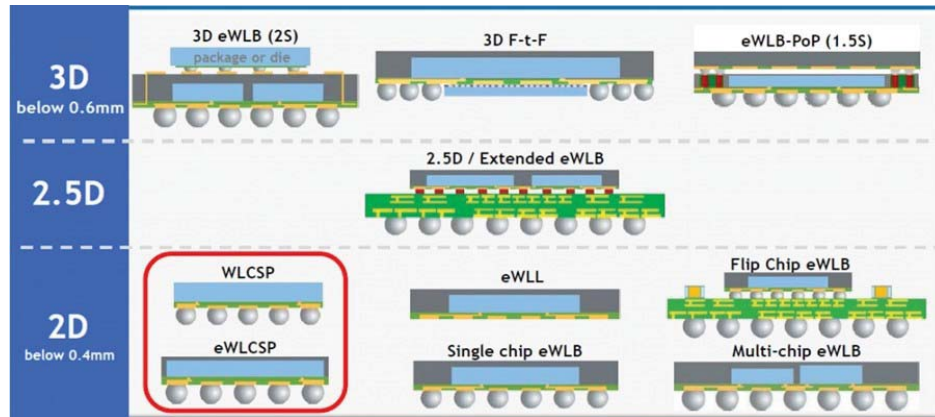 3D
below 0.6mm
3D eWLB (2S)
package or die
3D F-t-F
eWLB-PoP (1.5S)
2.5D
2.5D / Extended eWLB
2D
below 0.4mm
WLCSP
eWLL
Flip Chip eWLB
eWLCSP
Single chip eWLB
Multi-chip eWLB